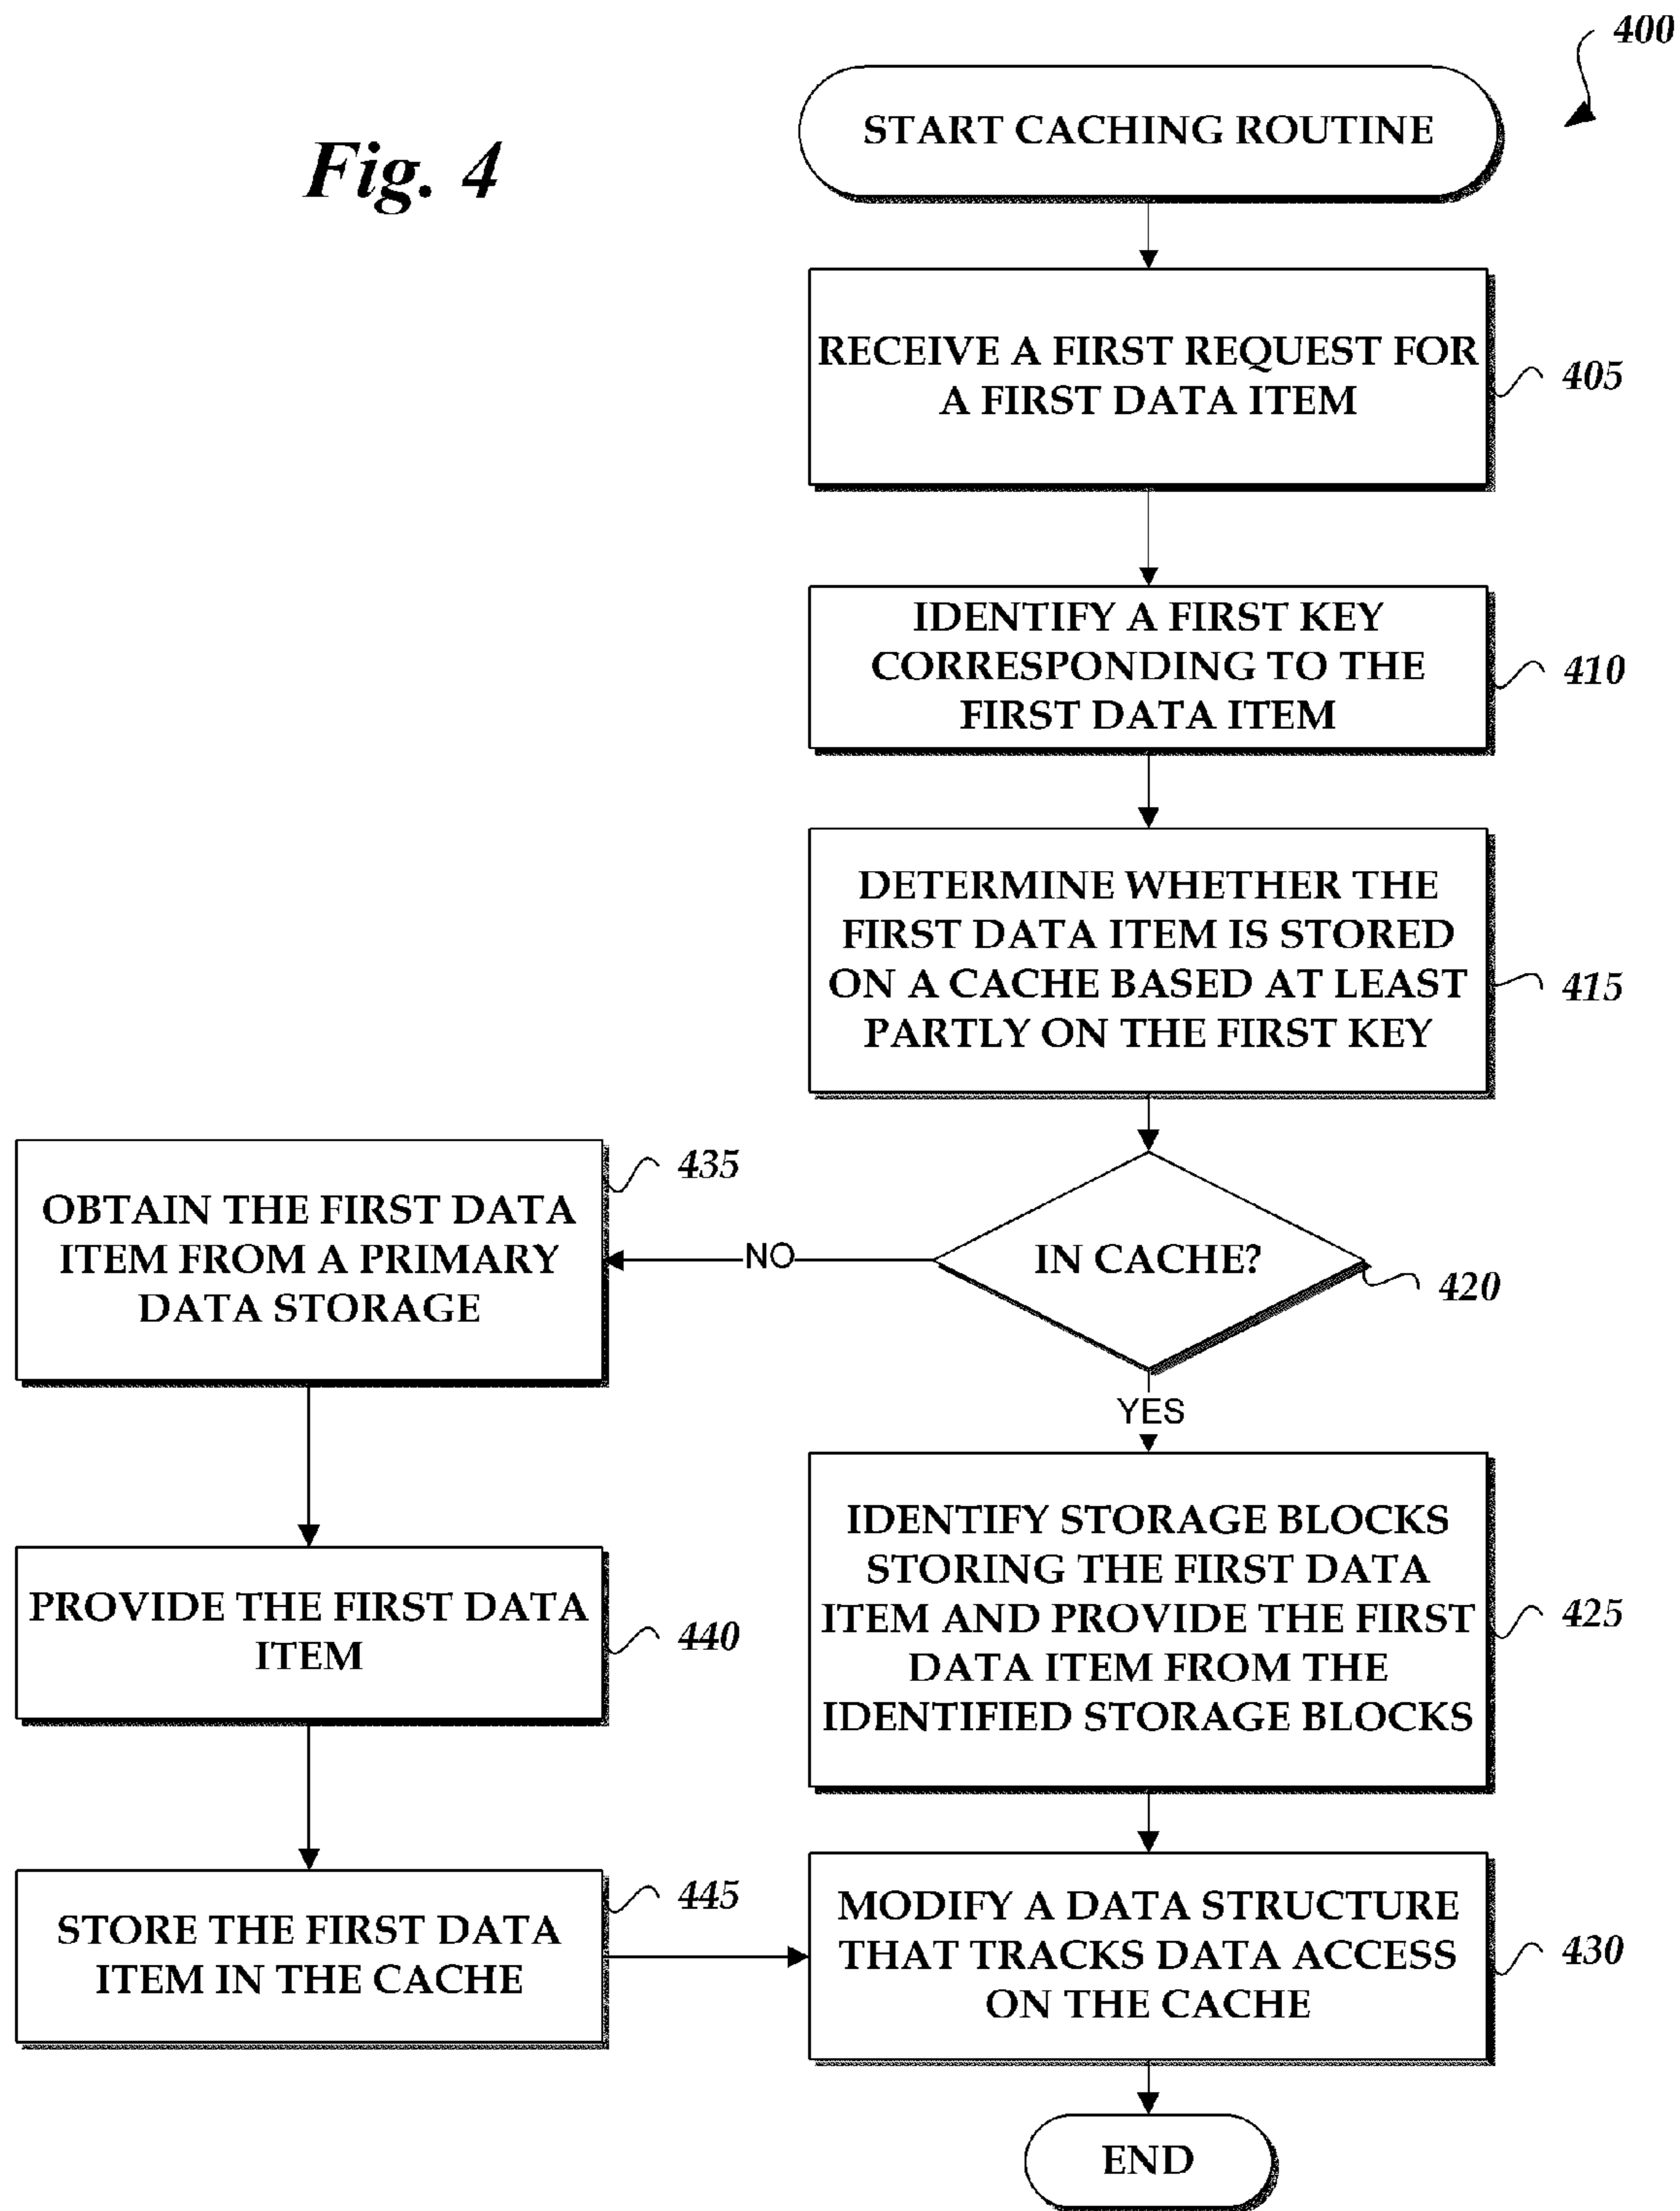 400
Fig. 4
START CACHING ROUTINE
RECEIVE A FIRST REQUEST FOR
A FIRST DATA ITEM
405
IDENTIFY A FIRST KEY
CORRESPONDING TO THE
FIRST DATA ITEM
410
DETERMINE WHETHER THE
FIRST DATA ITEM IS STORED
ON A CACHE BASED AT LEAST
PARTLY ON THE FIRST KEY
415
IN CACHE?
420
NO
YES
OBTAIN THE FIRST DATA
ITEM FROM A PRIMARY
DATA STORAGE
435
PROVIDE THE FIRST DATA
ITEM
440
STORE THE FIRST DATA
ITEM IN THE CACHE
445
IDENTIFY STORAGE BLOCKS
STORING THE FIRST DATA
ITEM AND PROVIDE THE FIRST
DATA ITEM FROM THE
IDENTIFIED STORAGE BLOCKS
425
MODIFY A DATA STRUCTURE
THAT TRACKS DATA ACCESS
ON THE CACHE
430
END